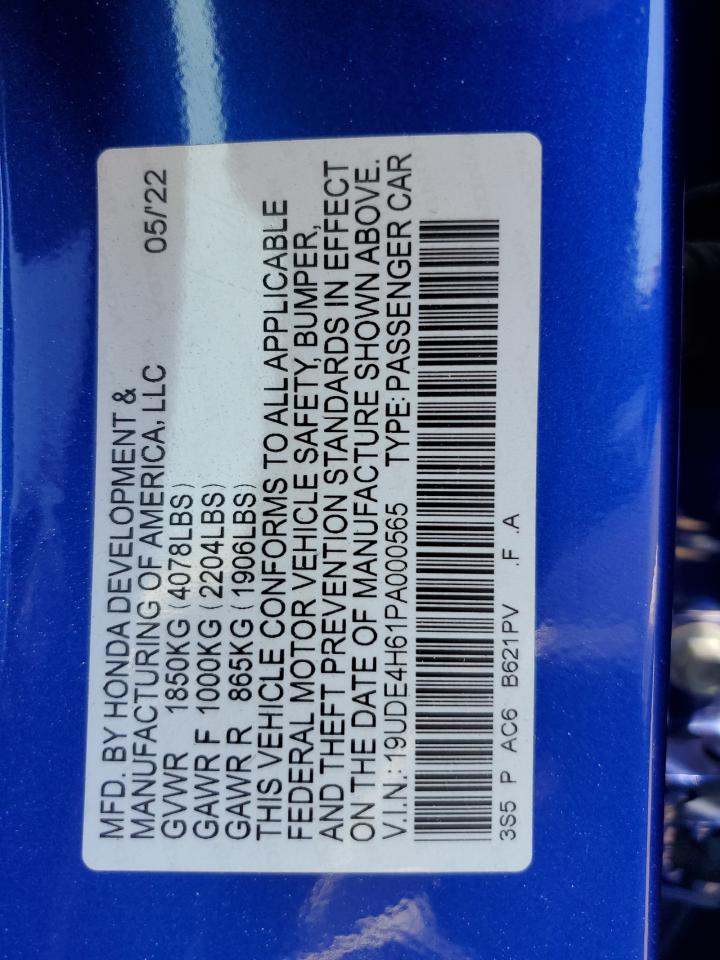 MFD. BY HONDA DEVELOPMENT &
MANUFACTURING OF AMERICA, LLC 05/'22
GVWR 1850KG (4078LBS)
GAWR F 1000KG (2204LBS)
GAWR R 865KG (1906LBS)
THIS VEHICLE CONFORMS TO ALL APPLICABLE
FEDERAL MOTOR VEHICLE SAFETY, BUMPER,
AND THEFT PREVENTION STANDARDS IN EFFECT
ON THE DATE OF MANUFACTURE SHOWN ABOVE.
V.I.N.: 19UDE4H61PA000565 TYPE: PASSENGER CAR
3S5 P AC6 B621PV .F .A